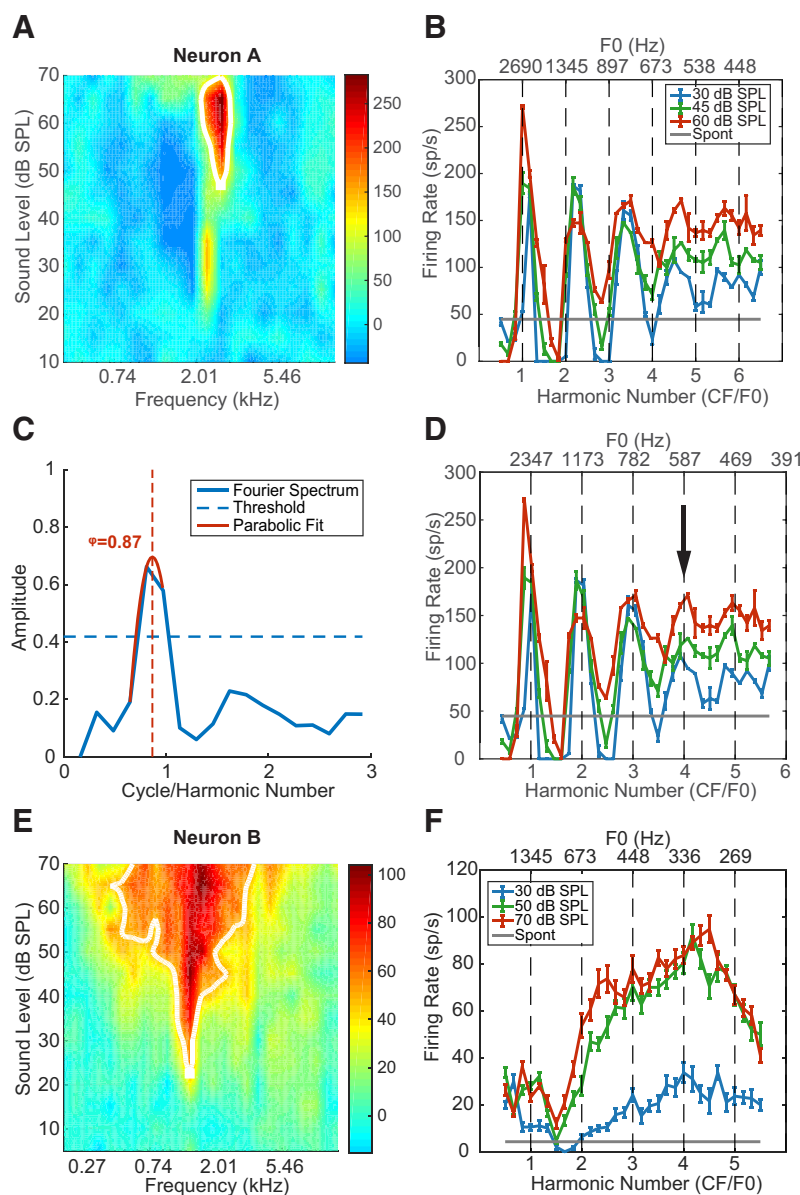 A
Neuron A
70
60
50
40
30
20
10
Sound Level (dB SPL)
0.74 2.01 5.46
Frequency (kHz)
250
200
150
100
50
0
B
F0 (Hz)
2690 1345 897 673 538 448
300
250
200
150
100
50
0
Firing Rate (sp/s)
30 dB SPL
45 dB SPL
60 dB SPL
Spont
1 2 3 4 5 6
Harmonic Number (CF/F0)
C
1
0.8
0.6
0.4
0.2
0
Amplitude
φ=0.87
Fourier Spectrum
Threshold
Parabolic Fit
0 1 2 3
Cycle/Harmonic Number
D
F0 (Hz)
2347 1173 782 587 469 391
300
250
200
150
100
50
0
Firing Rate (sp/s)
1 2 3 4 5 6
Harmonic Number (CF/F0)
E
Neuron B
70
60
50
40
30
20
10
Sound Level (dB SPL)
0.27 0.74 2.01 5.46
Frequency (kHz)
100
80
60
40
20
0
F
F0 (Hz)
1345 673 448 336 269
120
100
80
60
40
20
0
Firing Rate (sp/s)
30 dB SPL
50 dB SPL
70 dB SPL
Spont
1 2 3 4 5
Harmonic Number (CF/F0)